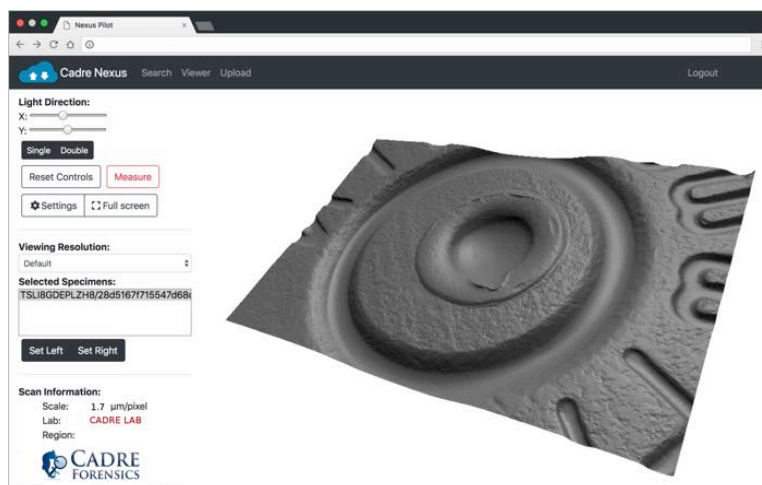 Nexus Pilot
Cadre Nexus Search Viewer Upload Logout
Light Direction:
X:
Y:
Single Double
Reset Controls Measure
Settings Full screen
Viewing Resolution:
Default
Selected Specimens:
TSLI8GDEPLZH8/28d5167f715547d68c
Set Left Set Right
Scan Information:
Scale: 1.7 µm/pixel
Lab: CADRE LAB
Region:
CADRE
FORENSICS